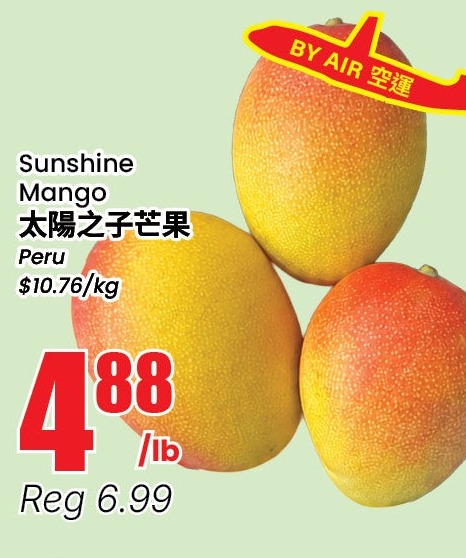 BY AIR 空運
Sunshine
Mango
太陽之子芒果
Peru
$10.76/kg
4.88
/lb
Reg 6.99